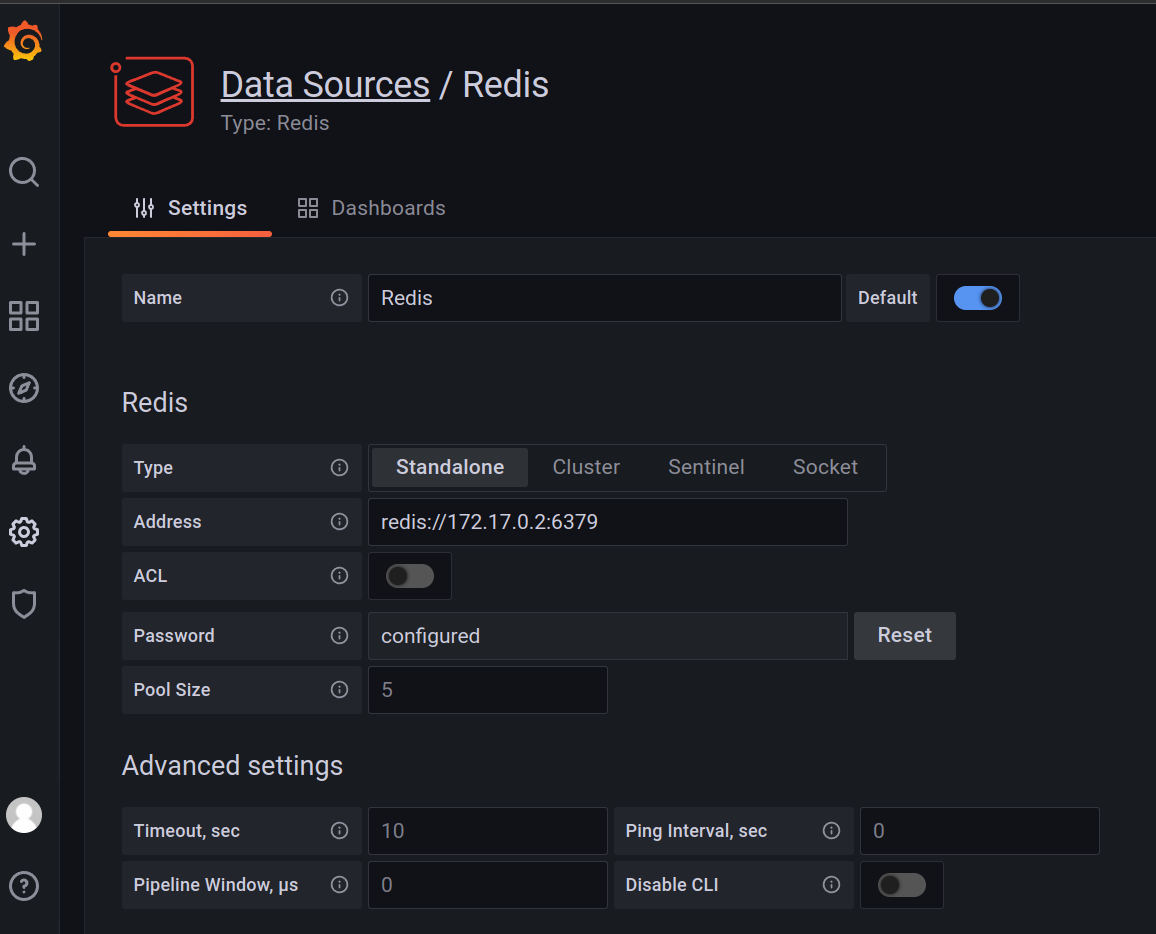 Data Sources / Redis
Type: Redis
Settings Dashboards
Name Redis Default
Redis
Type Standalone Cluster Sentinel Socket
Address redis://172.17.0.2:6379
ACL
Password configured Reset
Pool Size 5
Advanced settings
Timeout, sec 10 Ping Interval, sec 0
Pipeline Window, µs 0 Disable CLI